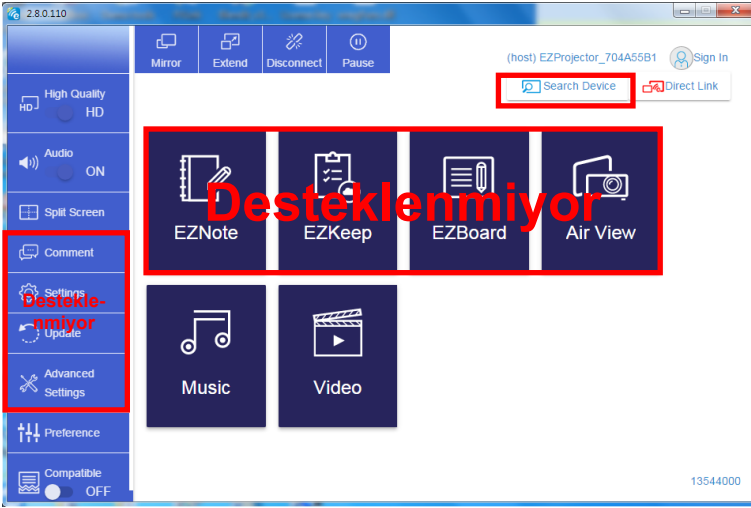 2.8.0.110
Mirror Extend Disconnect Pause
(host) EZProjector_704A55B1 Sign In
Search Device Direct Link
High Quality
HD HD
Audio
ON
Split Screen
Comment
Settings
Update
Advanced
Settings
Preference
Compatible
OFF
Desteklenmiyor
EZNote EZKeep EZBoard Air View
Desteкle-
nmiyor
Music Video
13544000